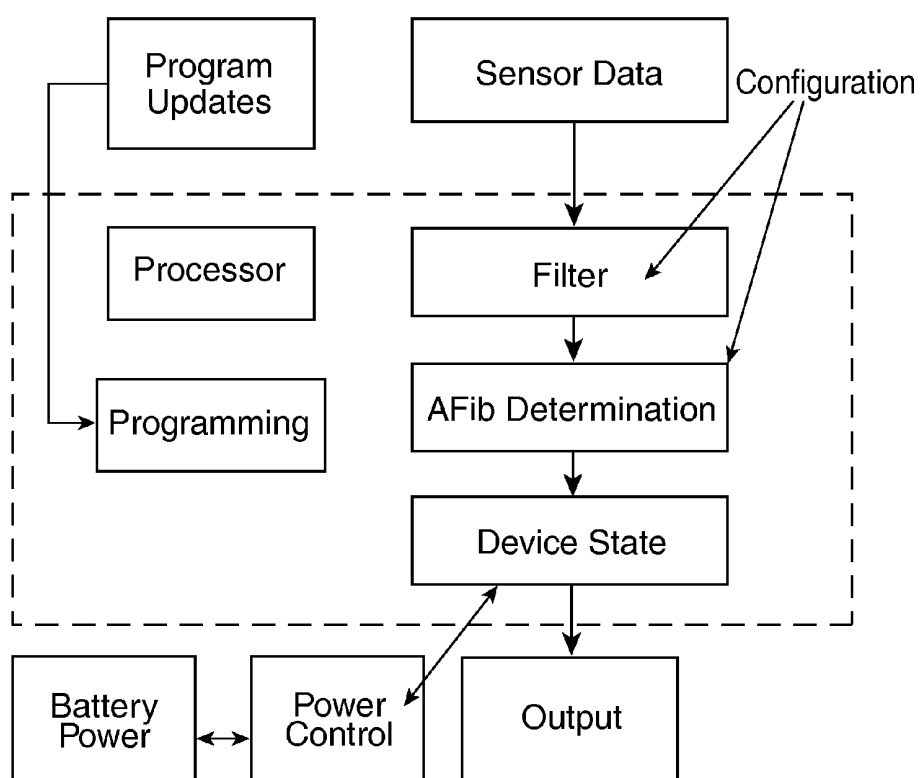 Program
Updates
Sensor Data
Configuration
Processor
Filter
Programming
AFib Determination
Device State
Battery
Power
Power
Control
Output